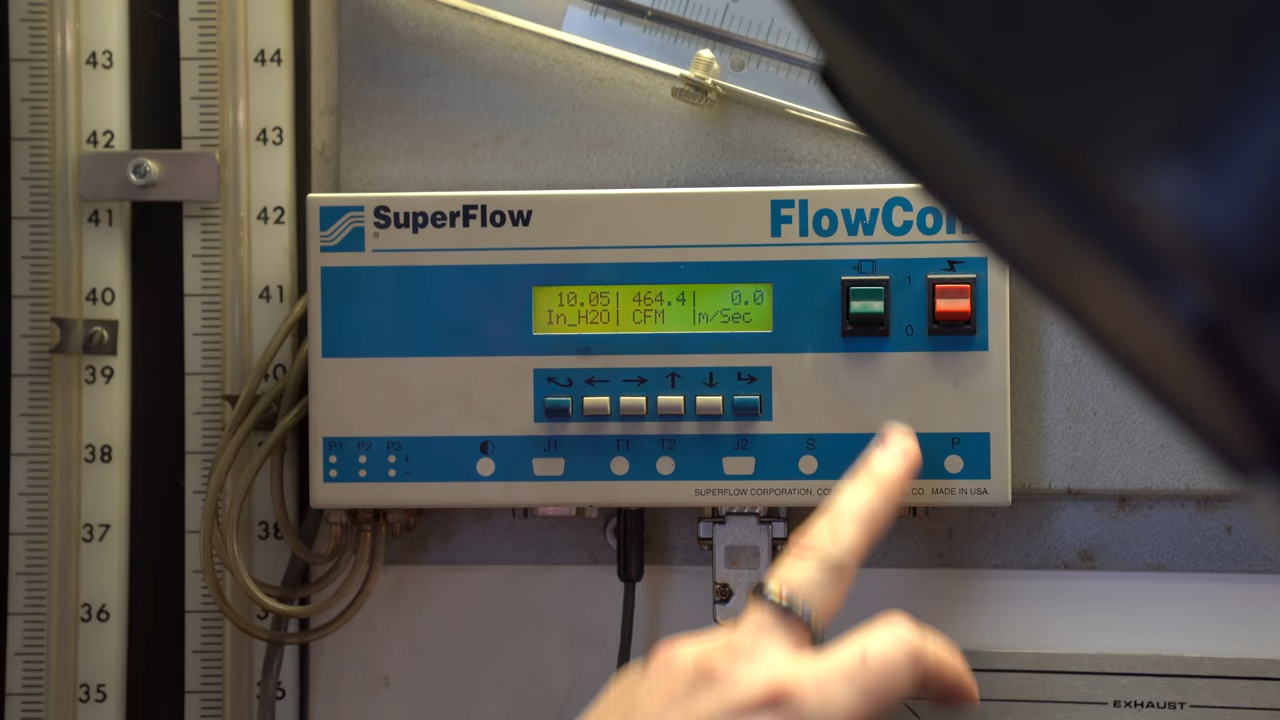 43
42
41
40
39
38
37
36
35
44
43
42
41
40
38
36
SuperFlow
®
FlowCom
10.05| 464.4| 0.0
In_H2O| CFM |m/Sec
1
0
P1 P2 P3
+
-
J1 T1 T2 J2 S P
SUPERFLOW CORPORATION, CO CO MADE IN USA.
EXHAUST